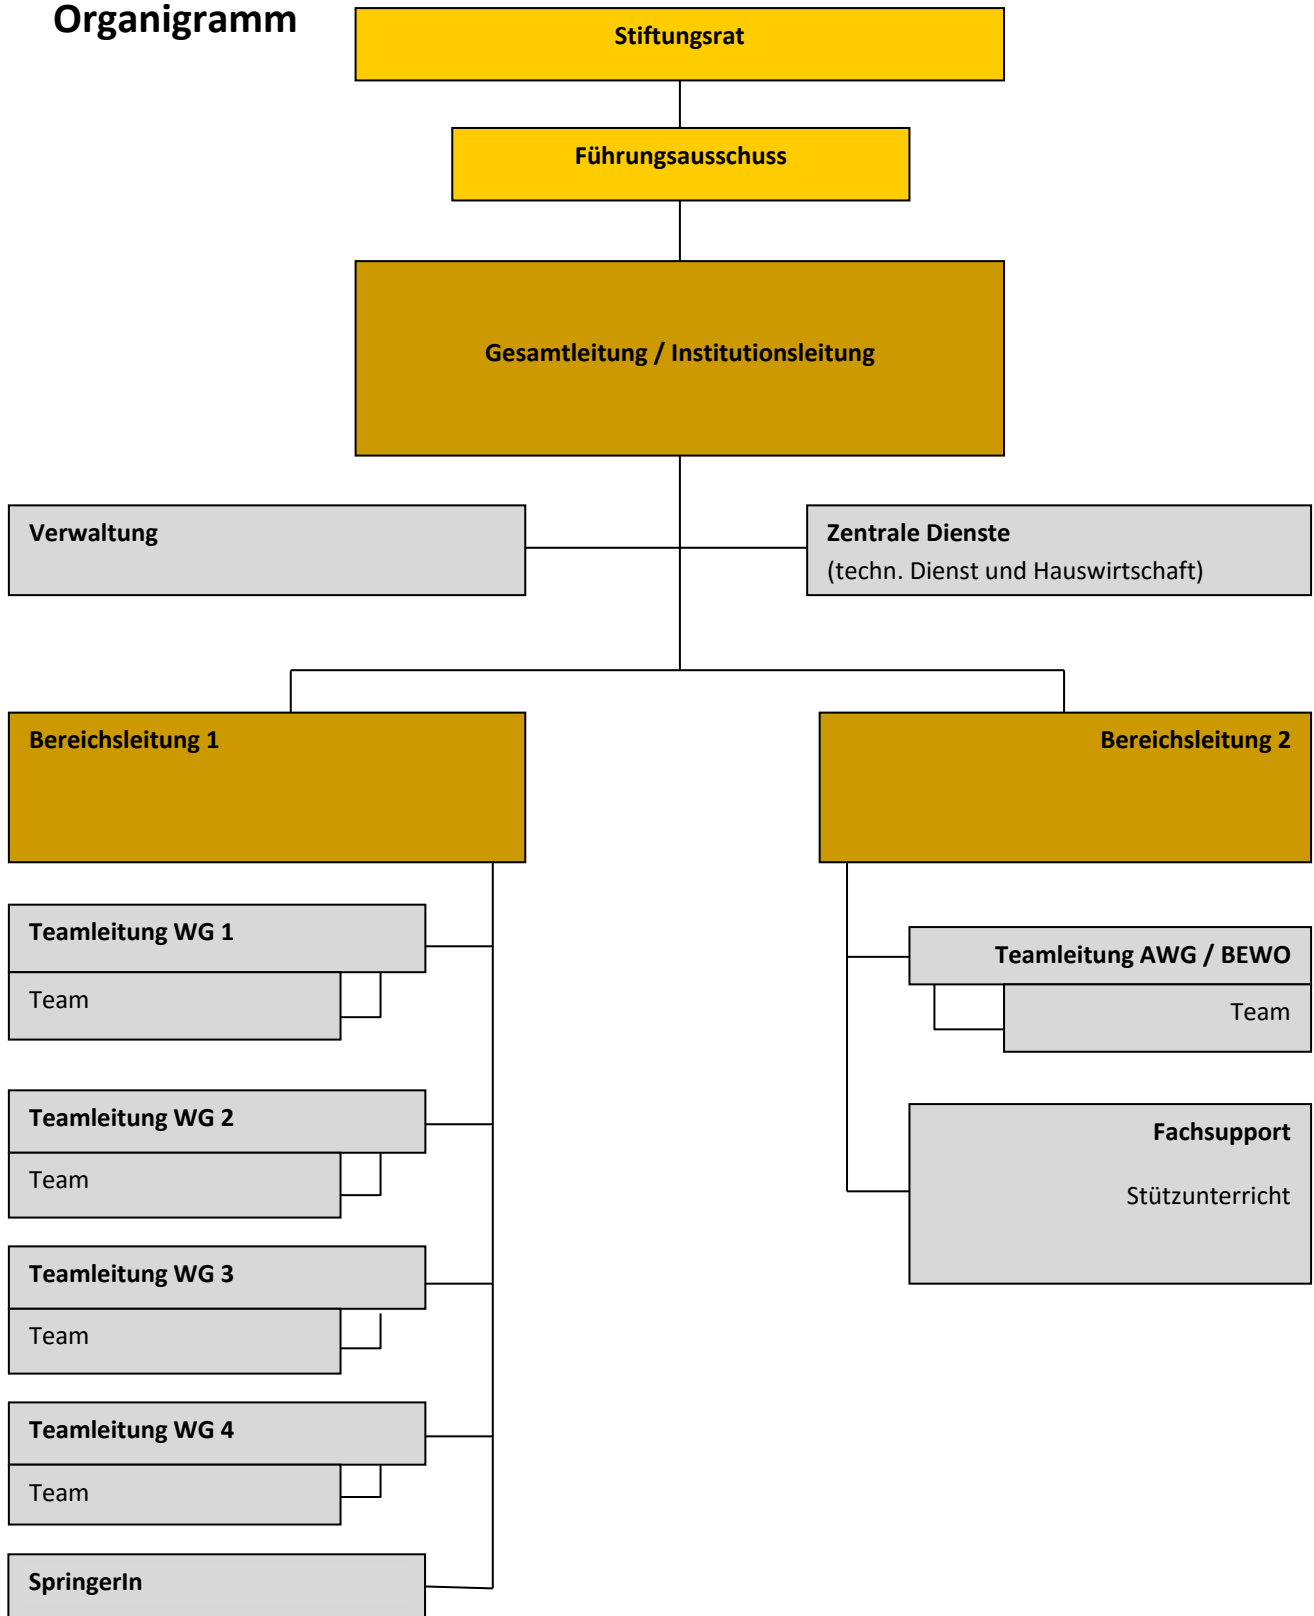 Organigramm
Stiftungsrat
Führungsausschuss
Gesamtleitung / Institutionsleitung
Verwaltung
Zentrale Dienste
(techn. Dienst und Hauswirtschaft)
Bereichsleitung 1
Bereichsleitung 2
Teamleitung WG 1
Team
Teamleitung WG 2
Team
Teamleitung WG 3
Team
Teamleitung WG 4
Team
SpringerIn
Teamleitung AWG / BEWO
Team
Fachsupport
Stützunterricht